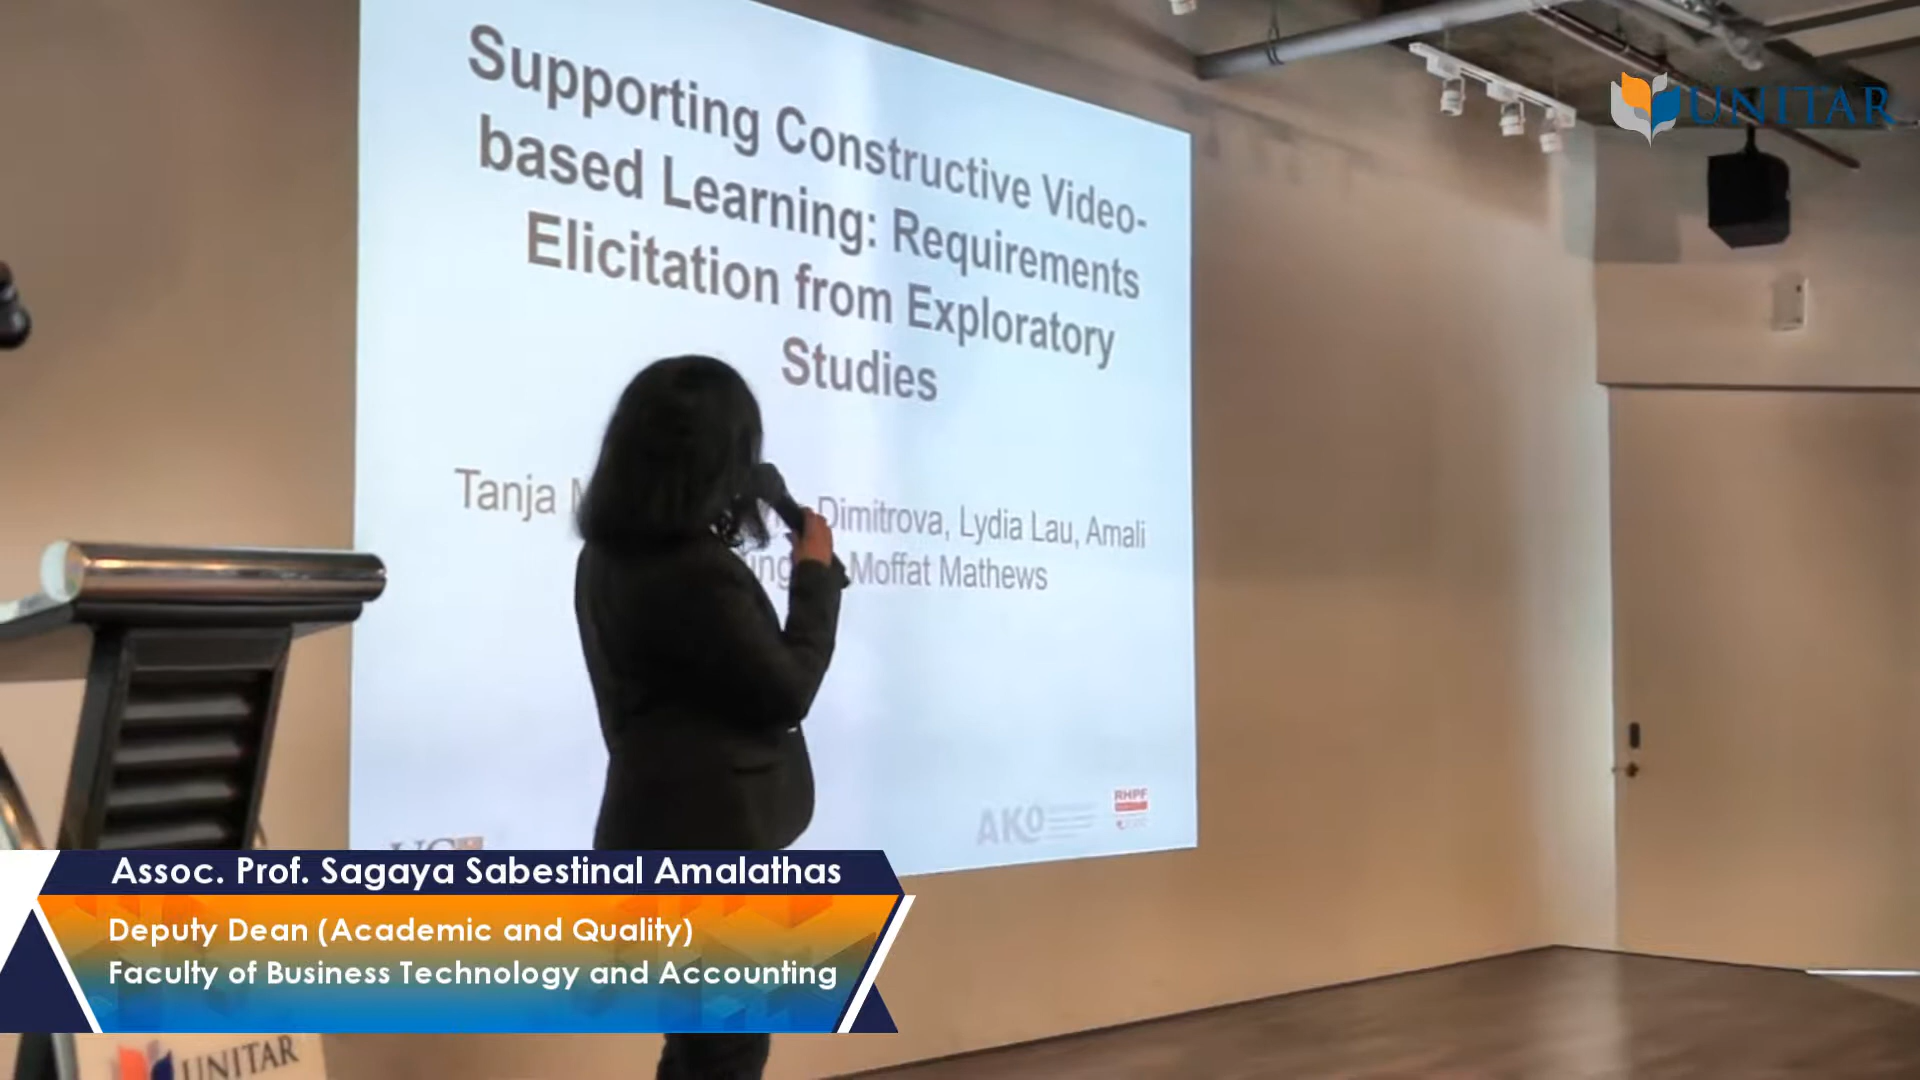 Supporting Constructive Video-
based Learning: Requirements
Elicitation from Exploratory
Studies
Tanja Dimitrova, Lydia Lau, Amali
Moffat Mathews
AKO
RHPF
UNITAR
Assoc. Prof. Sagaya Sabestinal Amalathas
Deputy Dean (Academic and Quality)
Faculty of Business Technology and Accounting
UNITAR